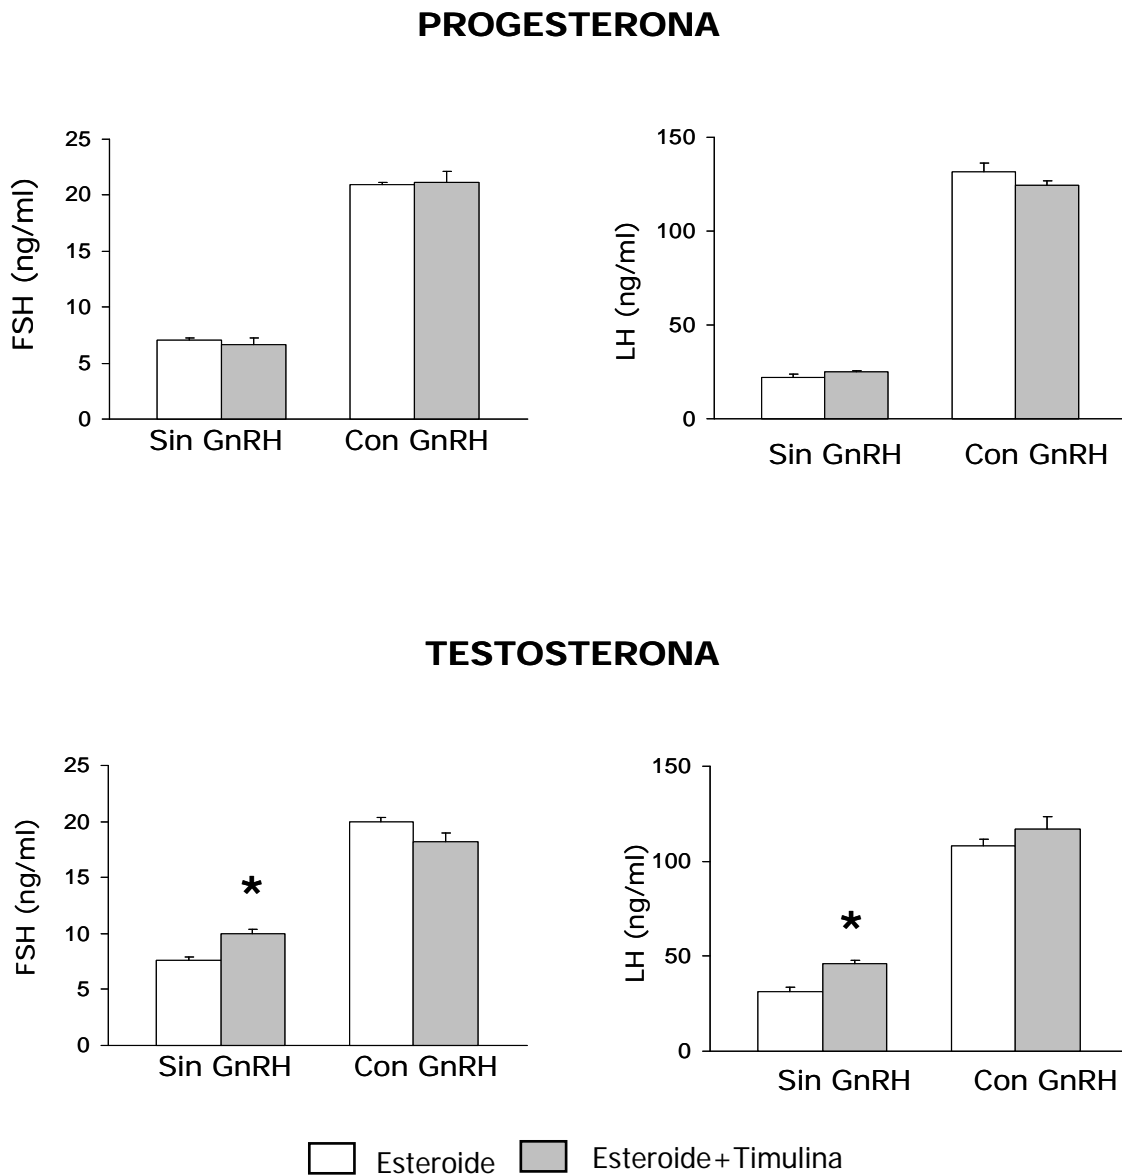 PROGESTERONA
FSH (ng/ml)
25
20
15
10
5
0
Sin GnRH Con GnRH
LH (ng/ml)
150
100
50
0
Sin GnRH Con GnRH
TESTOSTERONA
FSH (ng/ml)
25
20
15
10
5
0
*
Sin GnRH Con GnRH
LH (ng/ml)
150
100
50
0
*
Sin GnRH Con GnRH
Esteroide Esteroide+Timulina